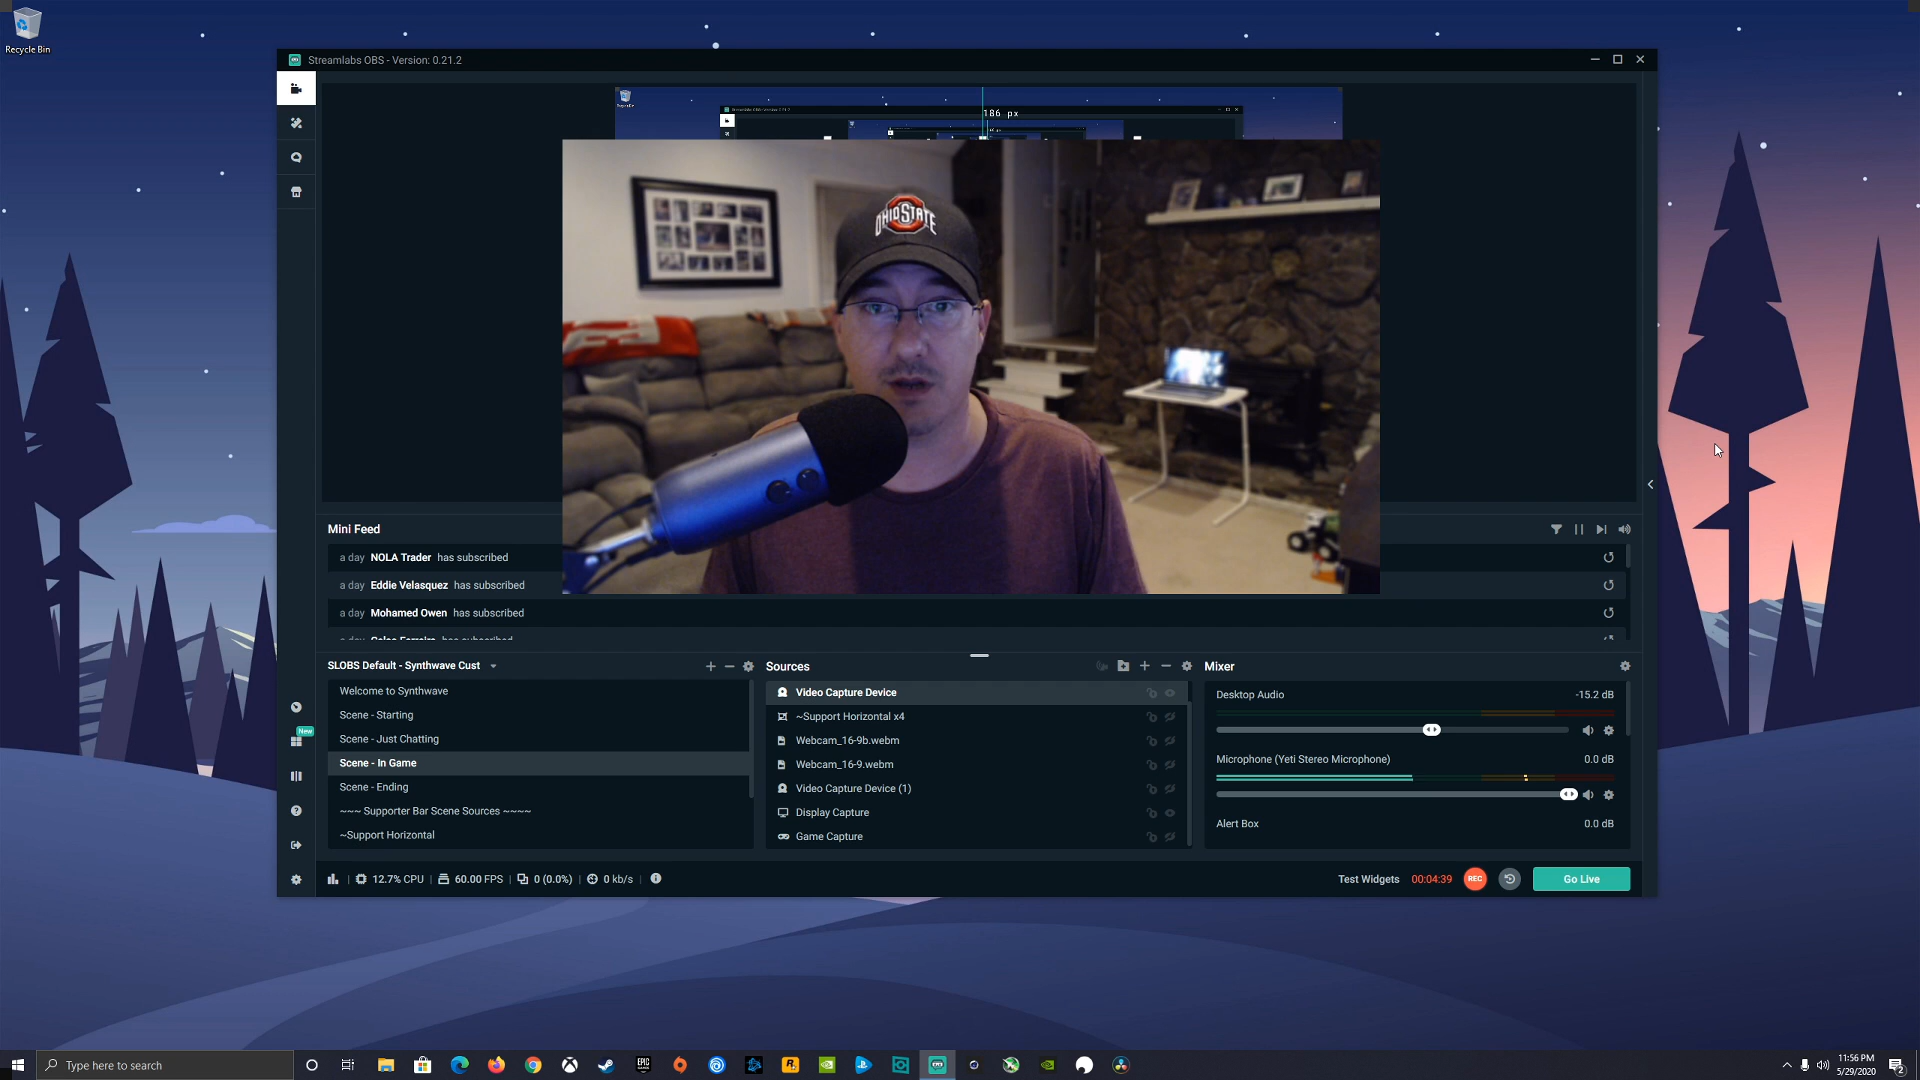 Recycle Bin
Streamlabs OBS - Version: 0.21.2
186 px
OHIO STATE
Mini Feed
a day NOLA Trader has subscribed
a day Eddie Velasquez has subscribed
a day Mohamed Owen has subscribed
SLOBS Default - Synthwave Cust
Welcome to Synthwave
Scene - Starting
Scene - Just Chatting
Scene - In Game
Scene - Ending
~~~ Supporter Bar Scene Sources ~~~~
~Support Horizontal
New
Sources
Video Capture Device
~Support Horizontal x4
Webcam_16-9b.webm
Webcam_16-9.webm
Video Capture Device (1)
Display Capture
Game Capture
Mixer
Desktop Audio -15.2 dB
Microphone (Yeti Stereo Microphone) 0.0 dB
Alert Box 0.0 dB
12.7% CPU
60.00 FPS
0 (0.0%)
0 kb/s
Test Widgets 00:04:39 REC Go Live
Type here to search
EPIC GAMES
11:56 PM
5/29/2020
2